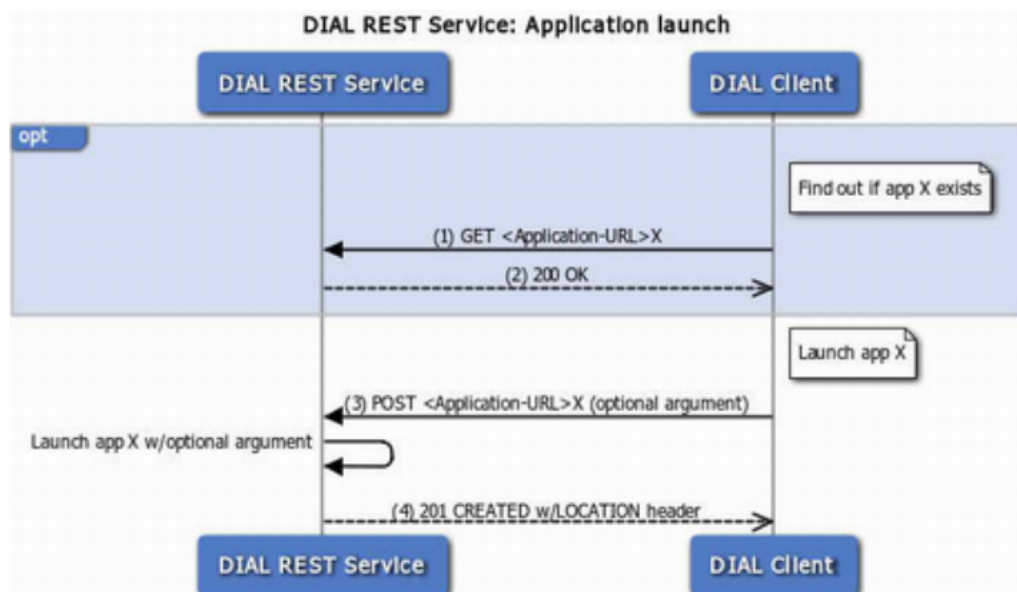 DIAL REST Service: Application launch
DIAL REST Service
DIAL Client
opt
Find out if app X exists
(1) GET <Application-URL>X
(2) 200 OK
Launch app X
(3) POST <Application-URL>X (optional argument)
Launch app X w/optional argument
(4) 201 CREATED w/LOCATION header
DIAL REST Service
DIAL Client